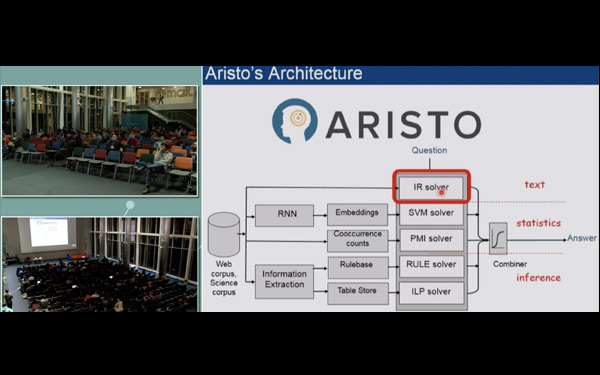 Aristo's Architecture
ARISTO
Question
IR solver
text
RNN
Embeddings
SVM solver
statistics
Cooccurrence counts
PMI solver
Answer
Web corpus, Science corpus
Information Extraction
Rulebase
RULE solver
Combiner
inference
Table Store
ILP solver